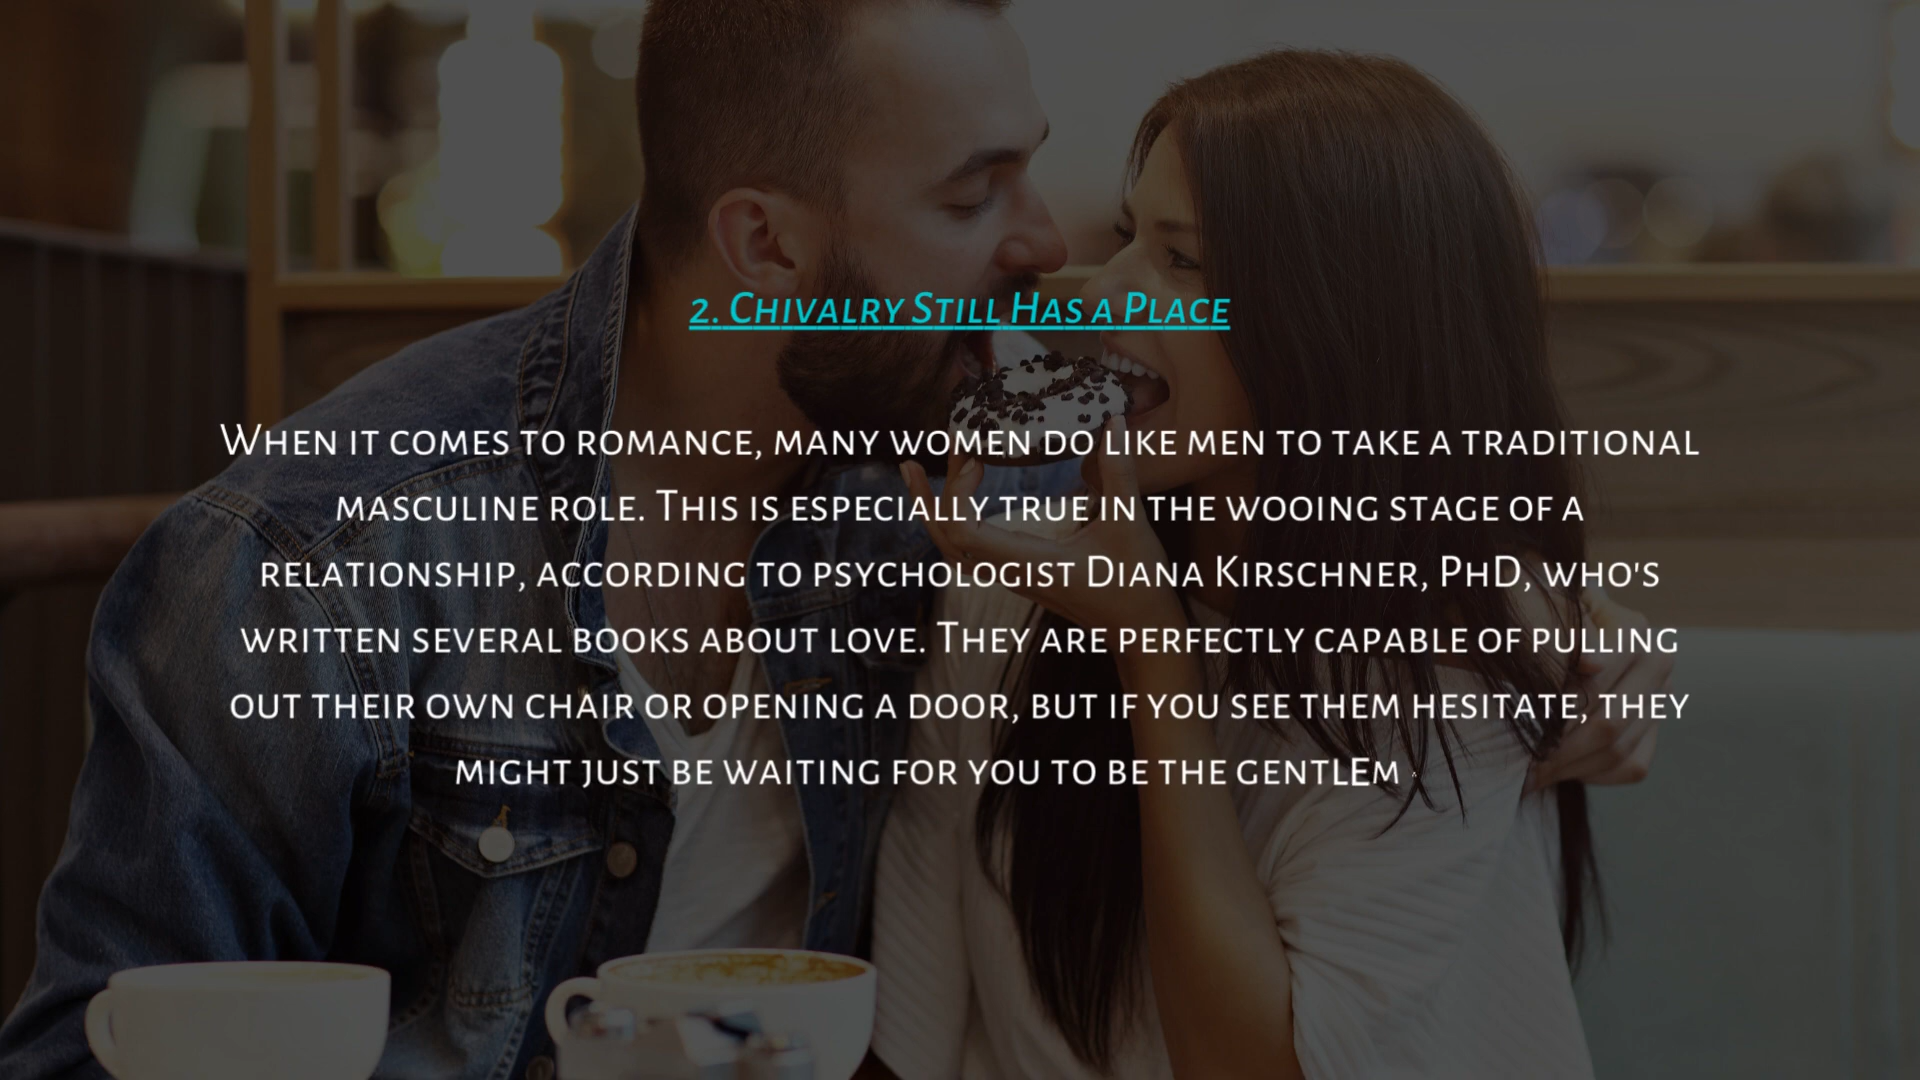 2. Chivalry Still Has a Place
When it comes to romance, many women do like men to take a traditional
masculine role. This is especially true in the wooing stage of a
relationship, according to psychologist Diana Kirschner, PhD, who's
written several books about love. They are perfectly capable of pulling
out their own chair or opening a door, but if you see them hesitate, they
might just be waiting for you to be the gentlem